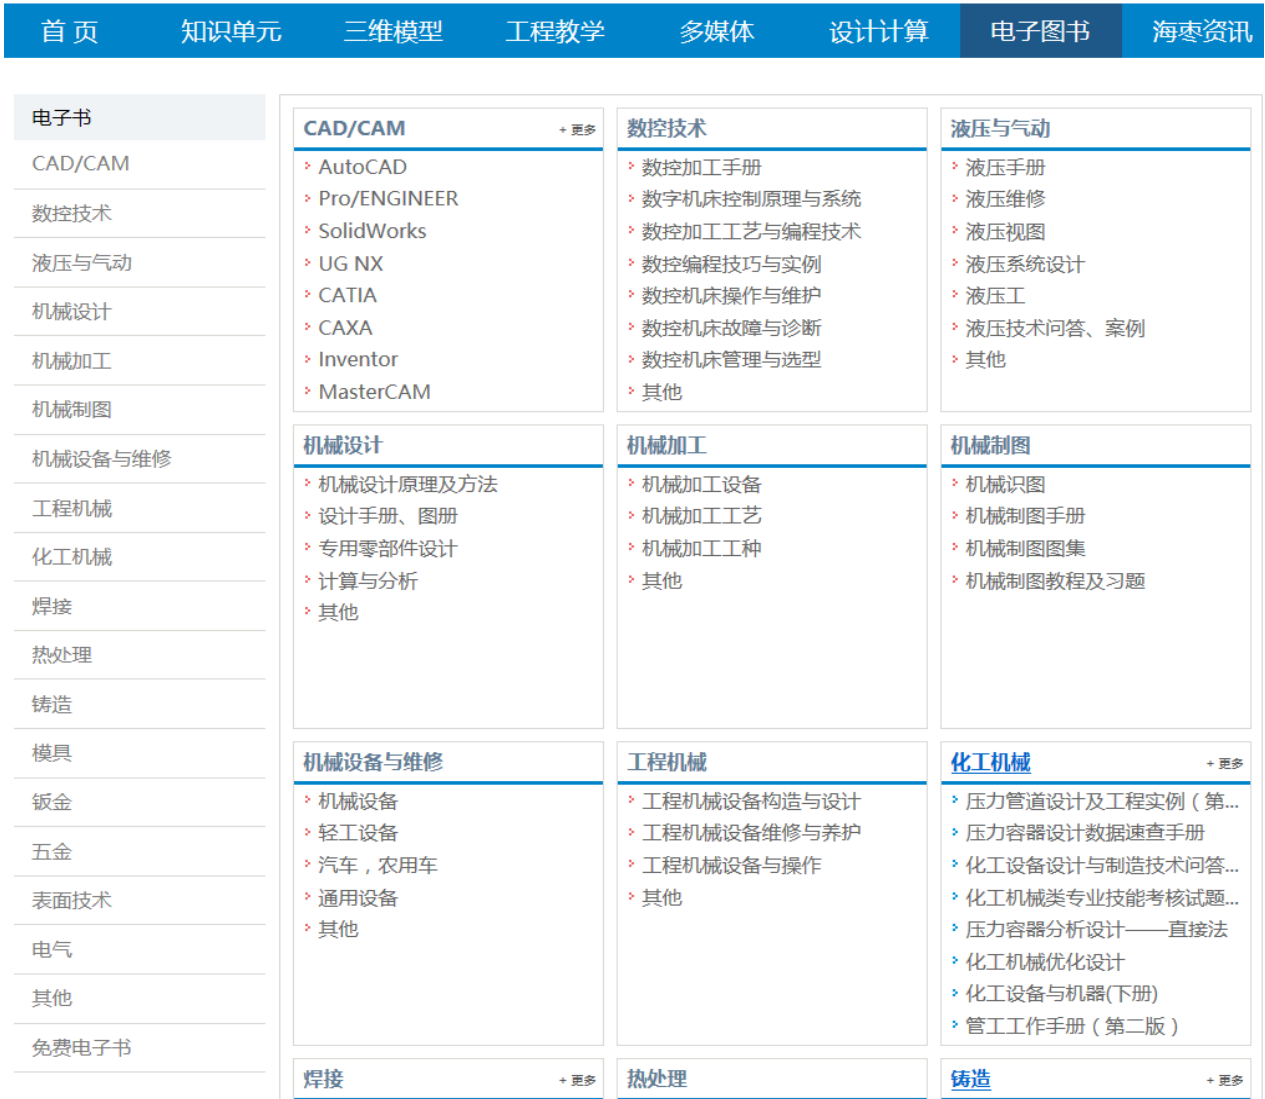 首 页 知识单元 三维模型 工程教学 多媒体 设计计算 电子图书 海枣资讯
电子书
CAD/CAM
数控技术
液压与气动
机械设计
机械加工
机械制图
机械设备与维修
工程机械
化工机械
焊接
热处理
铸造
模具
钣金
五金
表面技术
电气
其他
免费电子书
CAD/CAM + 更多
AutoCAD
Pro/ENGINEER
SolidWorks
UG NX
CATIA
CAXA
Inventor
MasterCAM
数控技术
数控加工手册
数字机床控制原理与系统
数控加工工艺与编程技术
数控编程技巧与实例
数控机床操作与维护
数控机床故障与诊断
数控机床管理与选型
其他
液压与气动
液压手册
液压维修
液压视图
液压系统设计
液压工
液压技术问答、案例
其他
机械设计
机械设计原理及方法
设计手册、图册
专用零部件设计
计算与分析
其他
机械加工
机械加工设备
机械加工工艺
机械加工工种
其他
机械制图
机械识图
机械制图手册
机械制图图集
机械制图教程及习题
机械设备与维修
机械设备
轻工设备
汽车，农用车
通用设备
其他
工程机械
工程机械设备构造与设计
工程机械设备维修与养护
工程机械设备与操作
其他
化工机械 + 更多
压力管道设计及工程实例（第...
压力容器设计数据速查手册
化工设备设计与制造技术问答...
化工机械类专业技能考核试题...
压力容器分析设计——直接法
化工机械优化设计
化工设备与机器(下册)
管工工作手册（第二版）
焊接 + 更多
热处理
铸造 + 更多